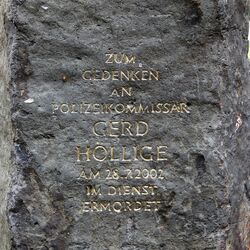 ZUM
GEDENKEN
AN
POLIZEIKOMMISSAR
GERD
HÖLLIGE
AM 28.7.2002
IM DIENST
ERMORDET